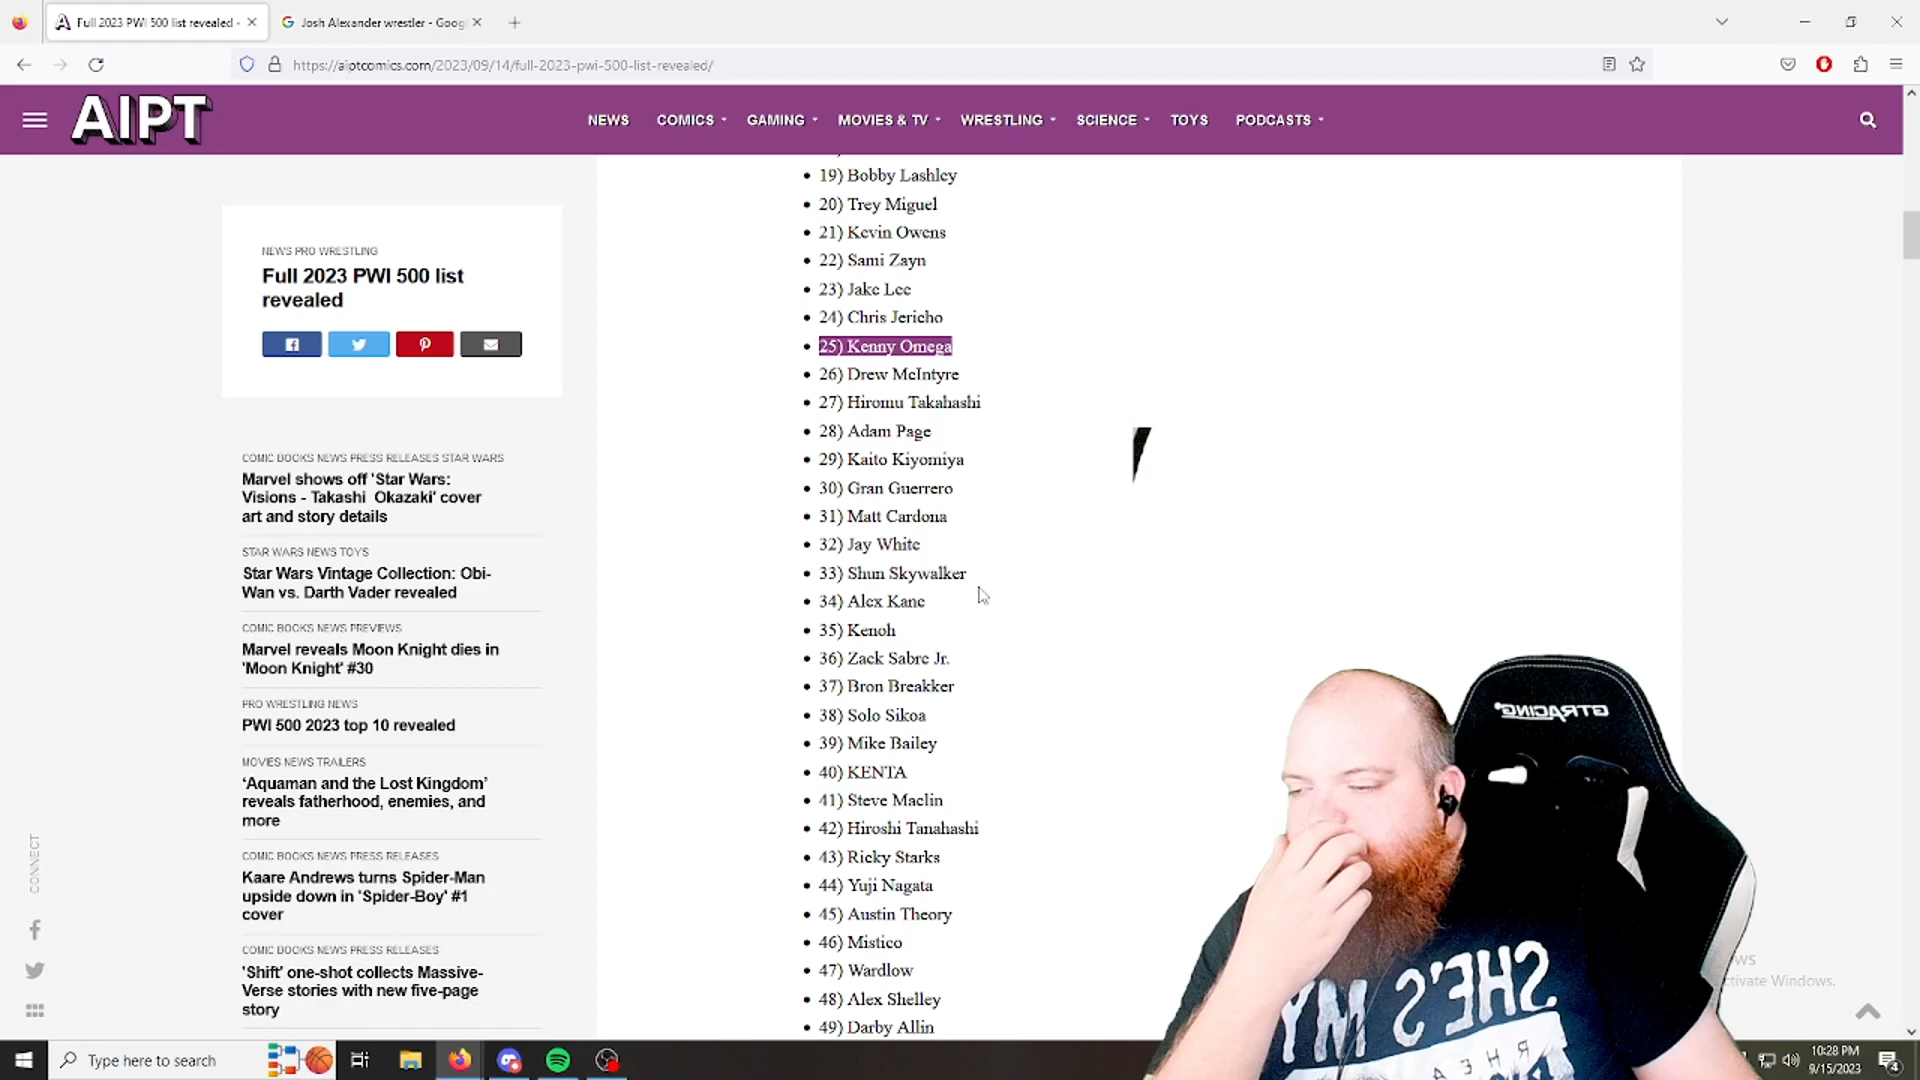 Full 2023 PWI 500 list revealed -
Josh Alexander wrestler - Goog
https://aiptcomics.com/2023/09/14/full-2023-pwi-500-list-revealed/
AIPT
NEWS COMICS GAMING MOVIES & TV WRESTLING SCIENCE TOYS PODCASTS
NEWS PRO WRESTLING
Full 2023 PWI 500 list
revealed
COMIC BOOKS NEWS PRESS RELEASES STAR WARS
Marvel shows off 'Star Wars:
Visions - Takashi Okazaki' cover
art and story details
STAR WARS NEWS TOYS
Star Wars Vintage Collection: Obi-
Wan vs. Darth Vader revealed
COMIC BOOKS NEWS PREVIEWS
Marvel reveals Moon Knight dies in
'Moon Knight' #30
PRO WRESTLING NEWS
PWI 500 2023 top 10 revealed
MOVIES NEWS TRAILERS
‘Aquaman and the Lost Kingdom’
reveals fatherhood, enemies, and
more
COMIC BOOKS NEWS PRESS RELEASES
Kaare Andrews turns Spider-Man
upside down in 'Spider-Boy' #1
cover
COMIC BOOKS NEWS PRESS RELEASES
'Shift' one-shot collects Massive-
Verse stories with new five-page
story
CONNECT
19) Bobby Lashley
20) Trey Miguel
21) Kevin Owens
22) Sami Zayn
23) Jake Lee
24) Chris Jericho
25) Kenny Omega
26) Drew McIntyre
27) Hiromu Takahashi
28) Adam Page
29) Kaito Kiyomiya
30) Gran Guerrero
31) Matt Cardona
32) Jay White
33) Shun Skywalker
34) Alex Kane
35) Kenoh
36) Zack Sabre Jr.
37) Bron Breakker
38) Solo Sikoa
39) Mike Bailey
40) KENTA
41) Steve Maclin
42) Hiroshi Tanahashi
43) Ricky Starks
44) Yuji Nagata
45) Austin Theory
46) Mistico
47) Wardlow
48) Alex Shelley
49) Darby Allin
GTRACING
SHE'S MY
ctivate Windows.
Type here to search
10:28 PM
9/15/2023
4